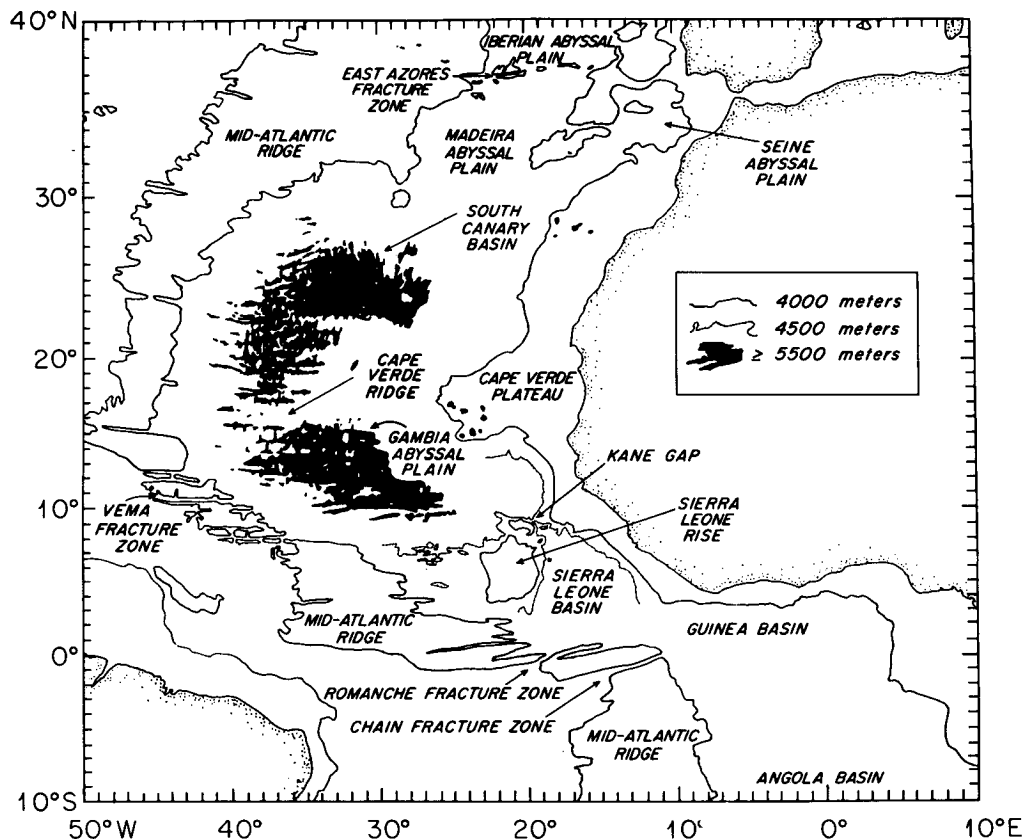 40°N
IBERIAN ABYSSAL
PLAIN
EAST AZORES
FRACTURE
ZONE
MID-ATLANTIC
RIDGE
MADEIRA
ABYSSAL
PLAIN
SEINE
ABYSSAL
PLAIN
30°
SOUTH
CANARY
BASIN
4000 meters
4500 meters
≥ 5500 meters
20°
CAPE
VERDE
RIDGE
CAPE VERDE
PLATEAU
GAMBIA
ABYSSAL
PLAIN
KANE GAP
10°
VEMA
FRACTURE
ZONE
SIERRA
LEONE
RISE
SIERRA
LEONE
BASIN
MID-ATLANTIC
RIDGE
GUINEA BASIN
0°
ROMANCHE FRACTURE ZONE
CHAIN FRACTURE ZONE
MID-ATLANTIC
RIDGE
ANGOLA BASIN
10°S
50°W 40° 30° 20° 10° 0° 10°E